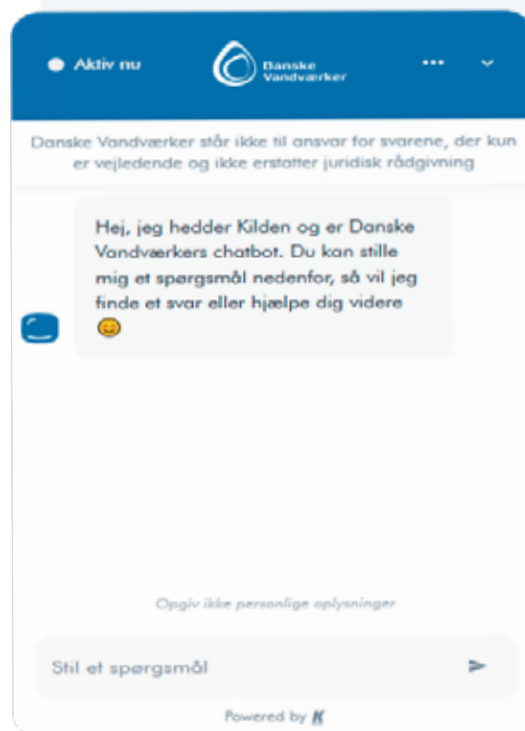 Aktiv nu
Danske
Vandværker
Danske Vandværker står ikke til ansvar for svarene, der kun
er vejledende og ikke erstatter juridisk rådgivning
Hej, jeg hedder Kilden og er Danske
Vandværkers chatbot. Du kan stille
mig et spørgsmål nedenfor, så vil jeg
finde et svar eller hjælpe dig videre
😊
Opgiv ikke personlige oplysninger
Stil et spørgsmål
Powered by K